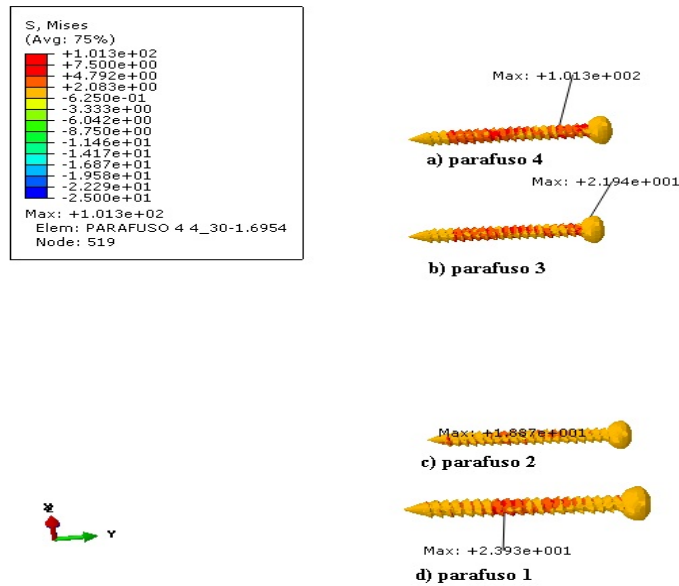 S, Mises
(Avg: 75%)
+1.013e+02
+7.500e+00
+4.792e+00
+2.083e+00
-6.250e-01
-3.333e+00
-6.042e+00
-8.750e+00
-1.146e+01
-1.417e+01
-1.687e+01
-1.958e+01
-2.229e+01
-2.500e+01
Max: +1.013e+02
Elem: PARAFUSO 4 4_30-1.6954
Node: 519
Max: +1.013e+002
a) parafuso 4
Max: +2.194e+001
b) parafuso 3
Max: +1.887e+001
c) parafuso 2
Max: +2.393e+001
d) parafuso 1
Y